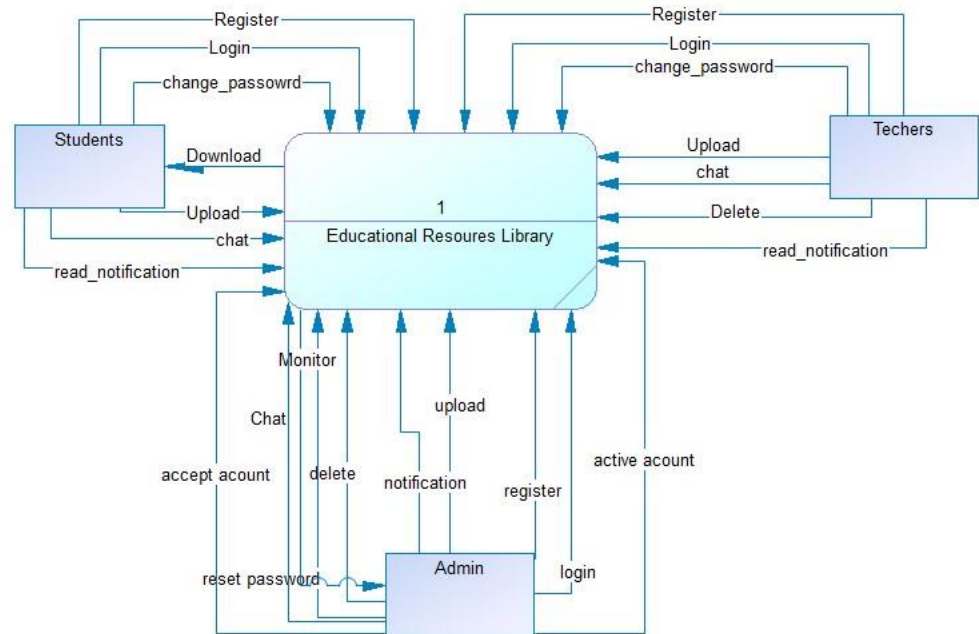 Register
Register
Login
Login
change_passowrd
change_password
Students
Techers
Download
Upload
chat
Upload
1
Delete
chat
Educational Resoures Library
read_notification
read_notification
Monitor
upload
Chat
active acount
accept acount
delete
notification
register
Admin
reset password
login